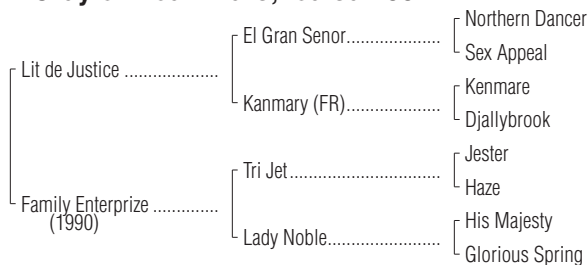 Northern Dancer
El Gran Senor
Sex Appeal
Lit de Justice
Kenmare
Kanmary (FR)
Djallybrook
Jester
Tri Jet
Haze
Family Enterprize
(1990)
His Majesty
Lady Noble
Glorious Spring